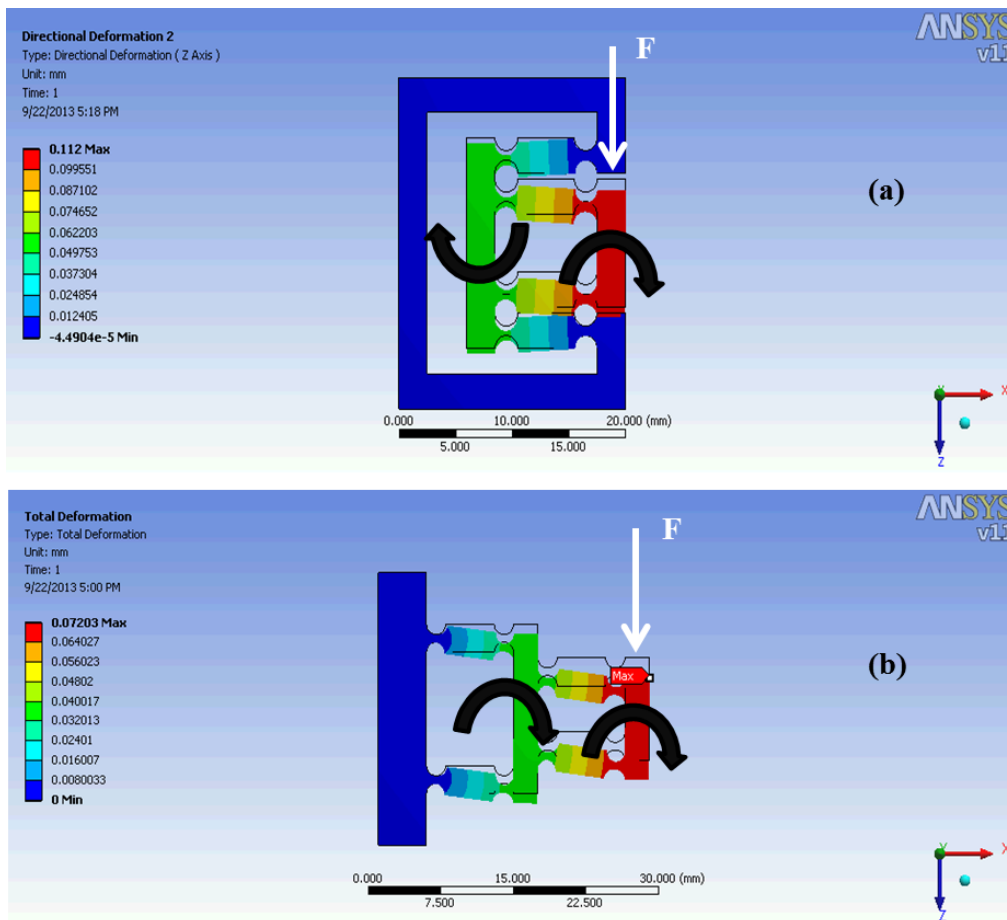 Directional Deformation 2
Type: Directional Deformation ( Z Axis )
Unit: mm
Time: 1
9/22/2013 5:18 PM
0.112 Max
0.099551
0.087102
0.074652
0.062203
0.049753
0.037304
0.024854
0.012405
-4.4904e-5 Min
ANSYS
F
(a)
0.000 10.000 20.000 (mm)
5.000 15.000
Y X
Z
Total Deformation
Type: Total Deformation
Unit: mm
Time: 1
9/22/2013 5:00 PM
0.07203 Max
0.064027
0.056023
0.04802
0.040017
0.032013
0.02401
0.016007
0.0080033
0 Min
ANSYS
F
Max
(b)
0.000 15.000 30.000 (mm)
7.500 22.500
Y X
Z